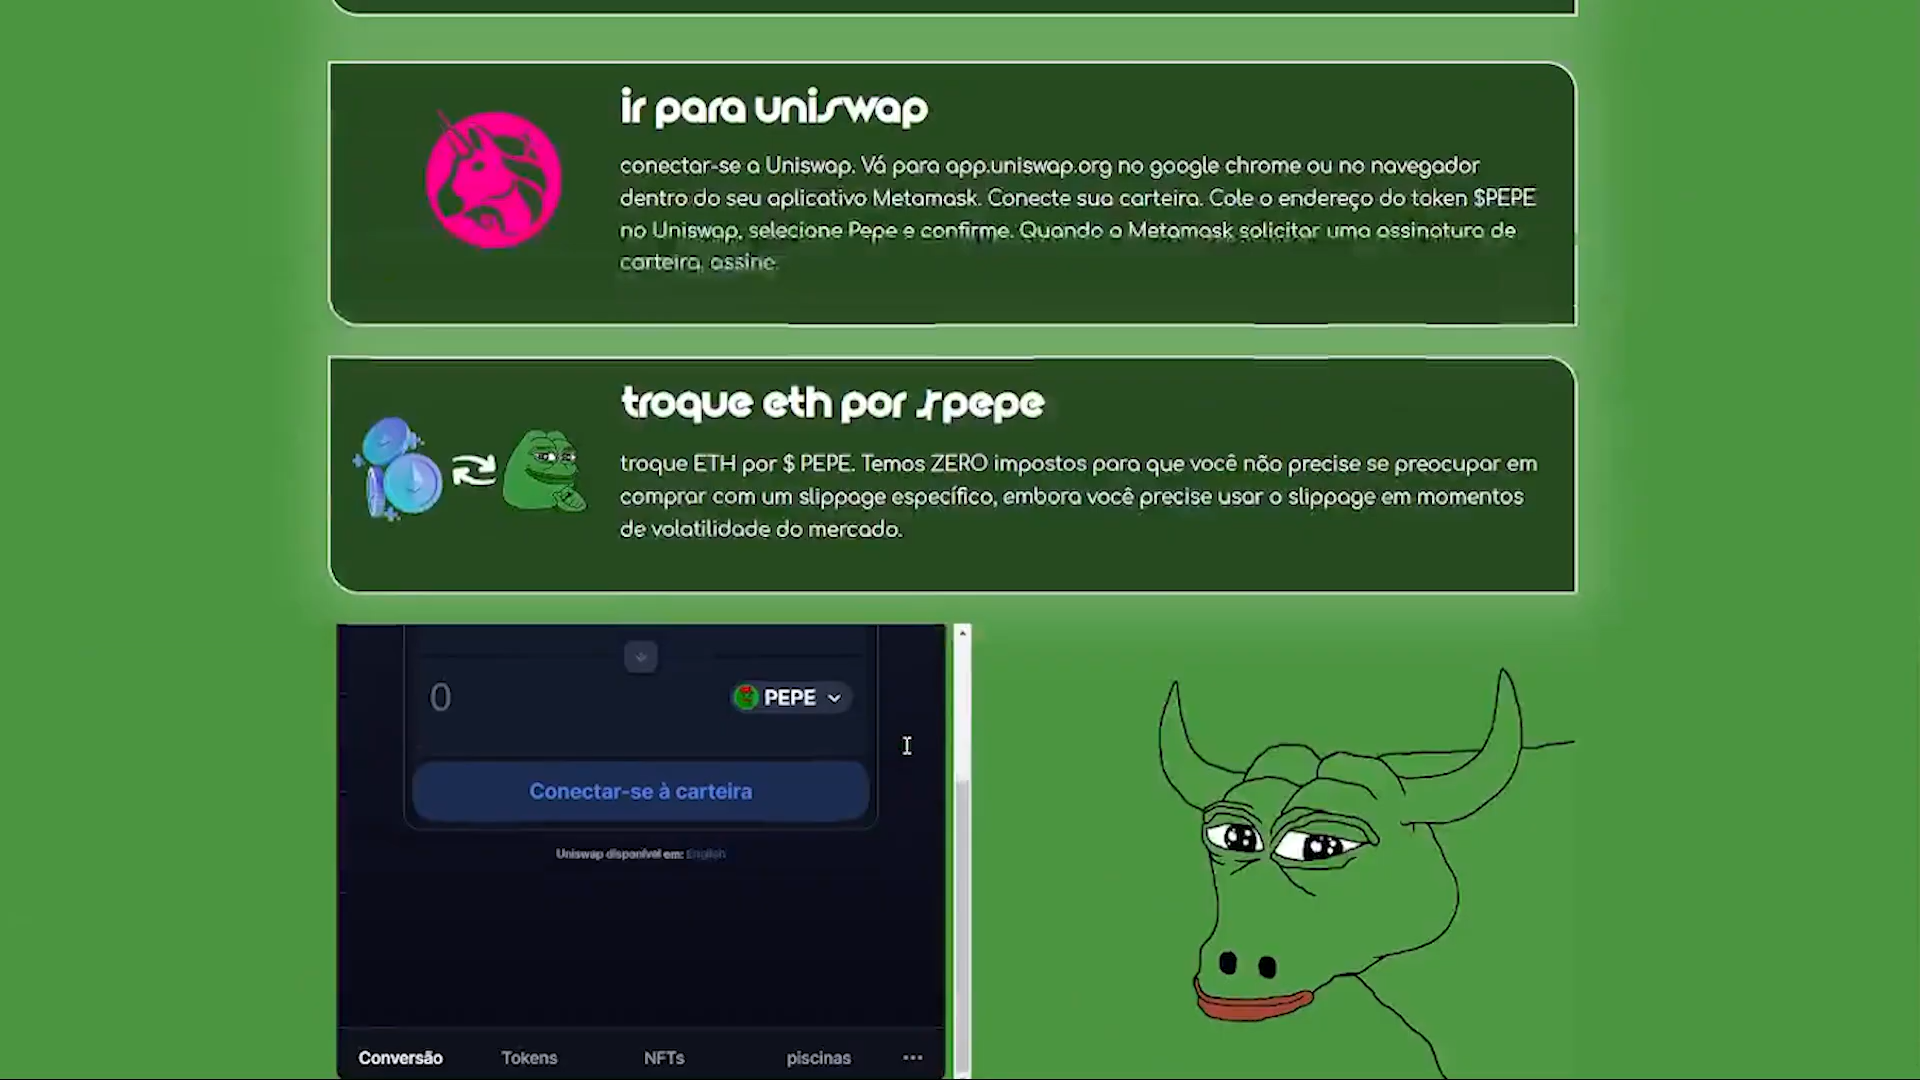 ir para uniswap
conectar-se a Uniswap. Vá para app.uniswap.org no google chrome ou no navegador
dentro do seu aplicativo Metamask. Conecte sua carteira. Cole o endereço do token $PEPE
no Uniswap, selecione Pepe e confirme. Quando a Metamask solicitar uma assinatura de
carteira, assine.
troque eth por $pepe
troque ETH por $ PEPE. Temos ZERO impostos para que você não precise se preocupar em
comprar com um slippage específico, embora você precise usar o slippage em momentos
de volatilidade do mercado.
0
PEPE
Conectar-se à carteira
Uniswap disponível em: English
Conversão Tokens NFTs piscinas ...